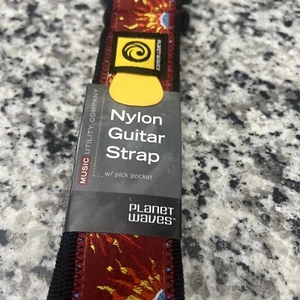 Nylon
Guitar
Strap
w/ pick pocket
MUSIC UTILITY COMPANY
PLANET
WAVES